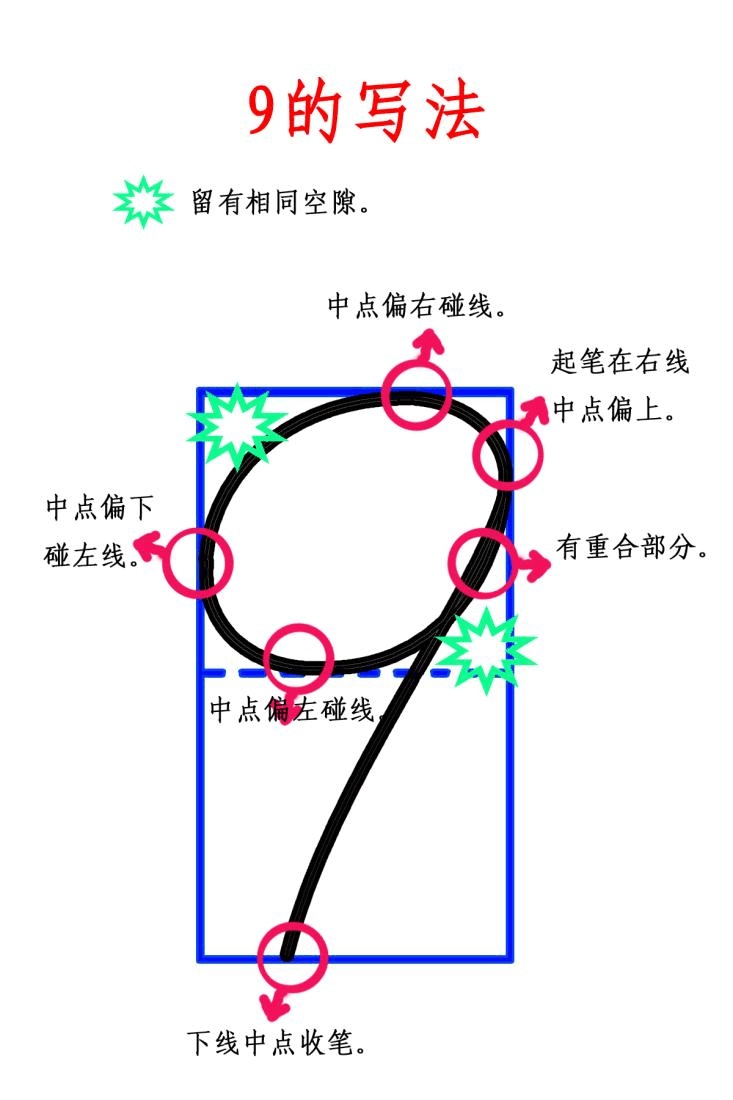 9的写法
留有相同空隙。
中点偏右碰线。
起笔在右线
中点偏上。
中点偏下
碰左线。
有重合部分。
中点偏左碰线。
下线中点收笔。